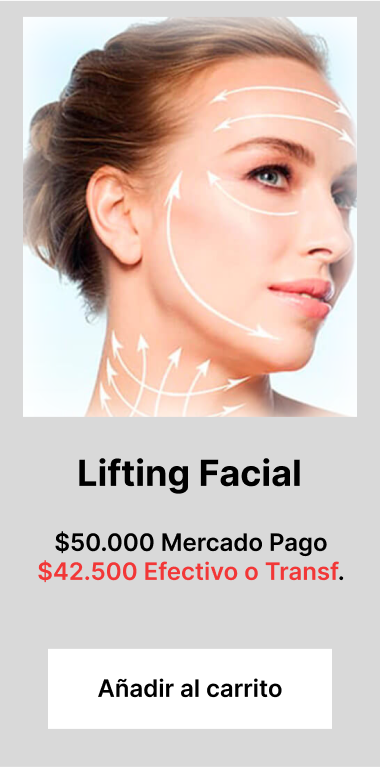 Lifting Facial
$50.000 Mercado Pago
$42.500 Efectivo o Transf.
Añadir al carrito